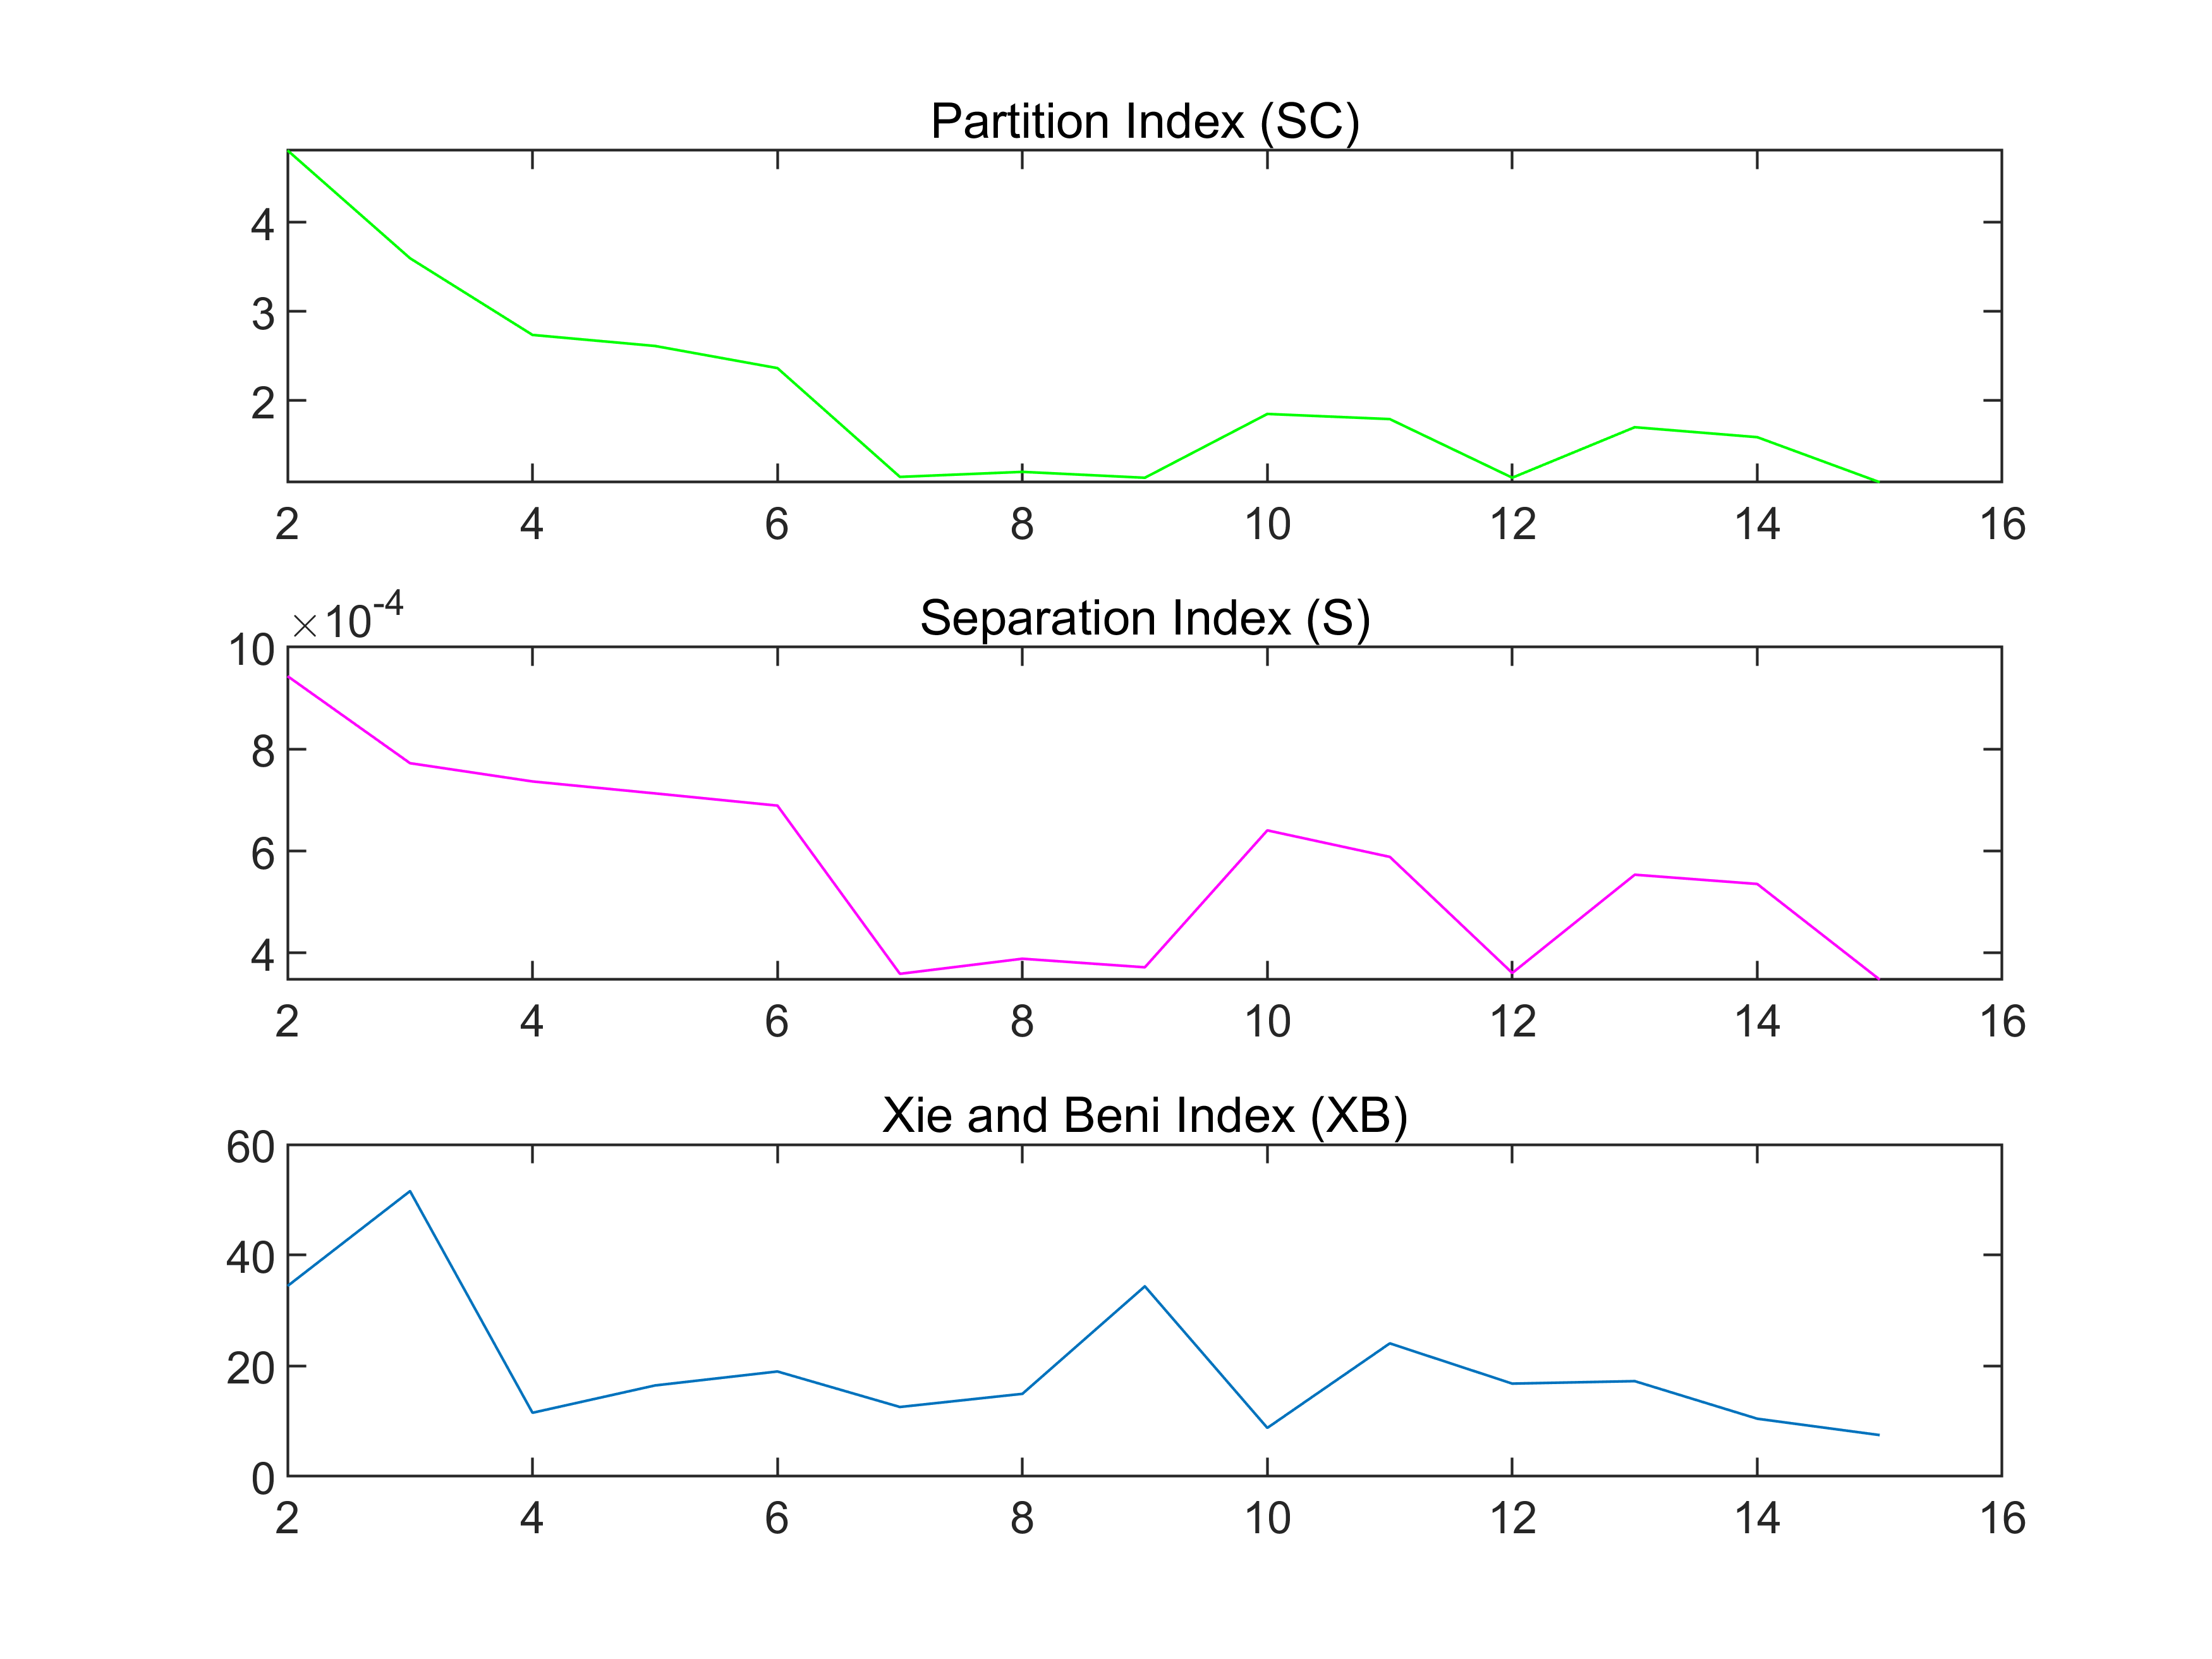 Partition Index (SC)
4
3
2
2 4 6 8 10 12 14 16
×10-4
Separation Index (S)
10
8
6
4
2 4 6 8 10 12 14 16
Xie and Beni Index (XB)
60
40
20
0
2 4 6 8 10 12 14 16